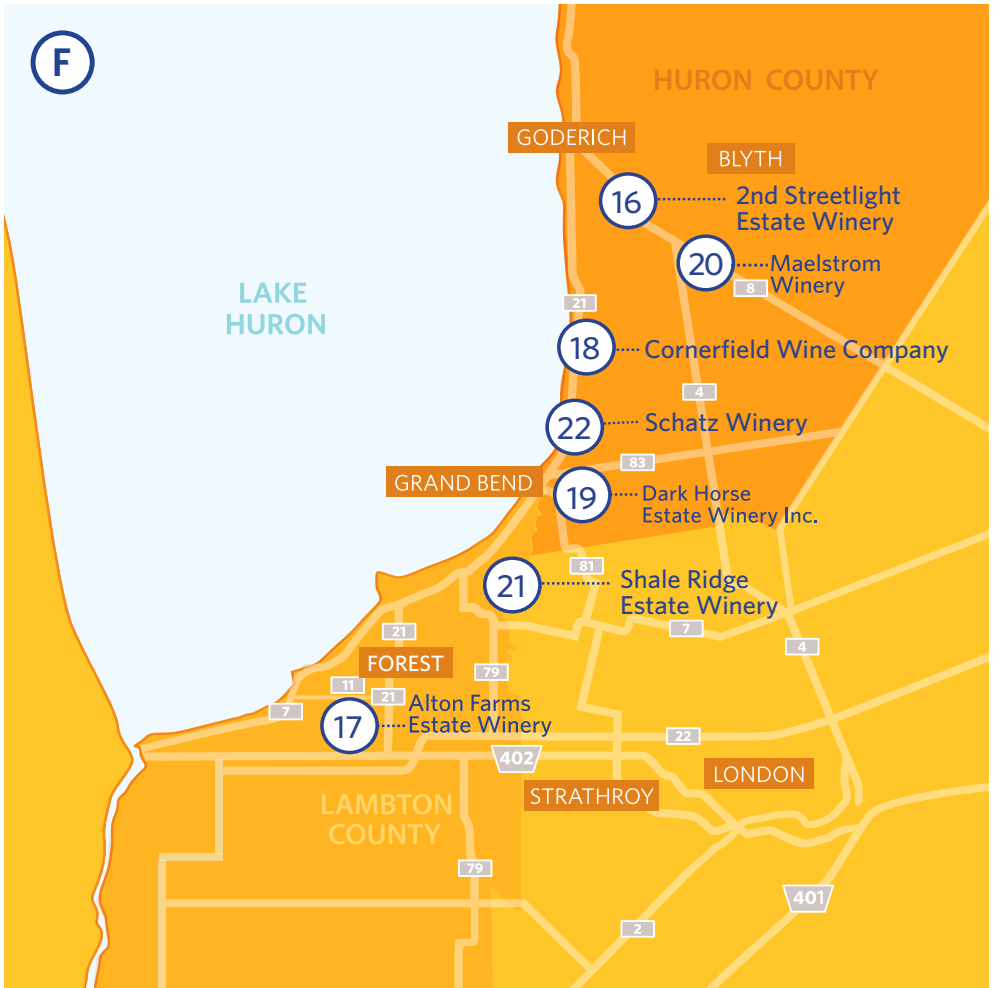 F
HURON COUNTY
GODERICH
BLYTH
16
2nd Streetlight
Estate Winery
20
Maelstrom
Winery
8
LAKE
HURON
21
18
Cornerfield Wine Company
4
22
Schatz Winery
83
GRAND BEND
19
Dark Horse
Estate Winery Inc.
81
21
Shale Ridge
Estate Winery
21
7
4
FOREST
79
11
21
7
17
Alton Farms
Estate Winery
22
402
LONDON
STRATHROY
LAMBTON
COUNTY
79
401
2